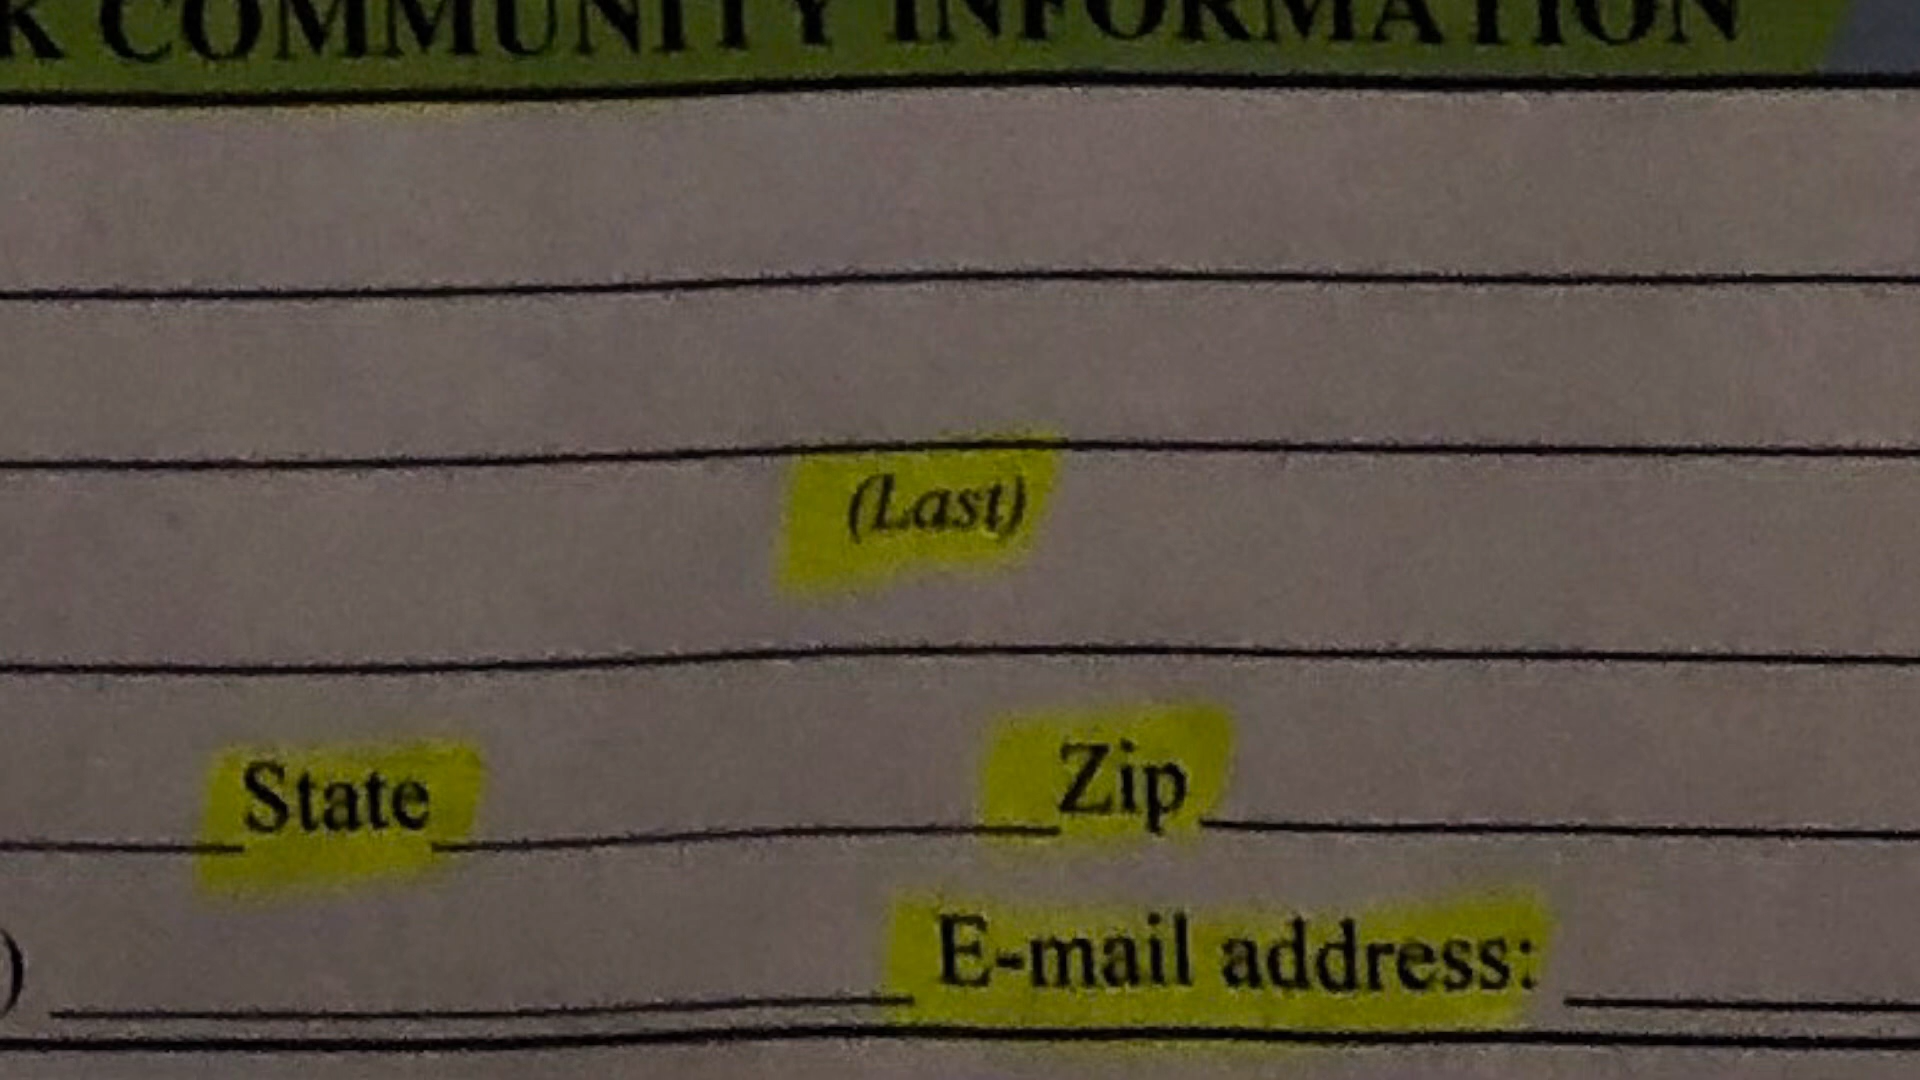 K COMMUNITY INFORMATION
(Last)
State Zip
) E-mail address: